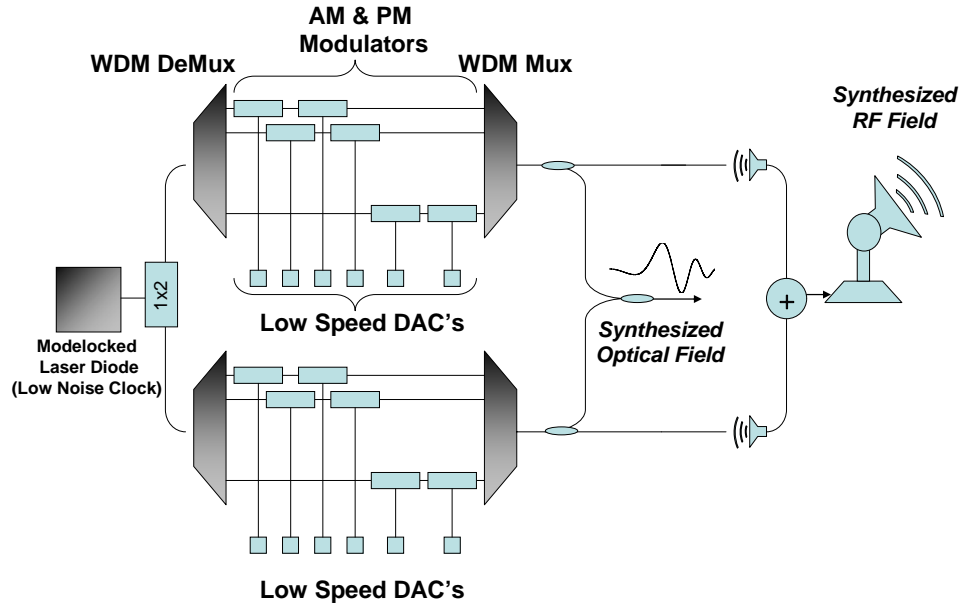 AM & PM
Modulators
WDM DeMux
WDM Mux
Synthesized
RF Field
1x2
+
Low Speed DAC's
Synthesized
Optical Field
Modelocked
Laser Diode
(Low Noise Clock)
Low Speed DAC's